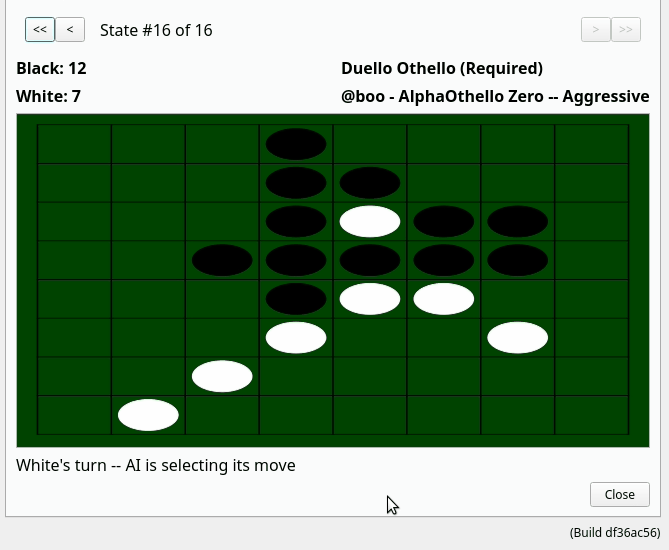 << < State #16 of 16 > >>
Black: 12 Duello Othello (Required)
White: 7 @boo - AlphaOthello Zero -- Aggressive
White's turn -- AI is selecting its move
Close
(Build df36ac56)